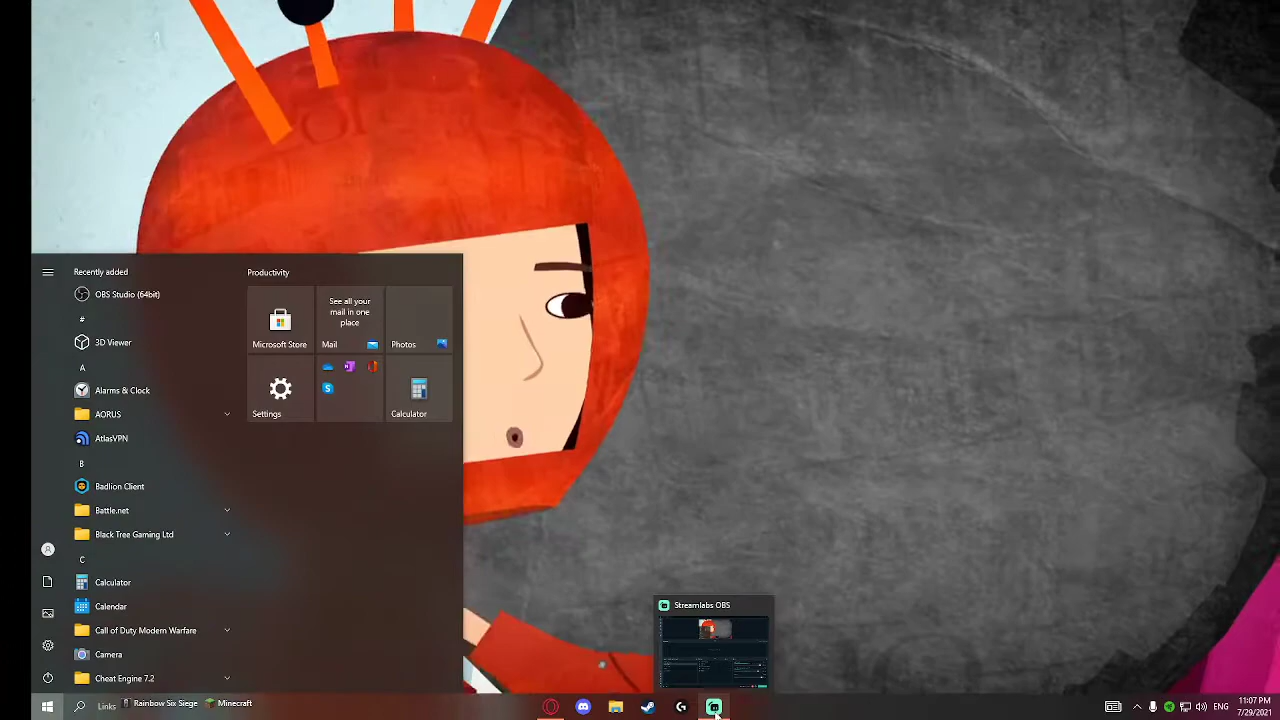 Recently added
OBS Studio (64bit)
#
3D Viewer
A
Alarms & Clock
AORUS
AtlasVPN
B
Badlion Client
Battle.net
Black Tree Gaming Ltd
C
Calculator
Calendar
Call of Duty Modern Warfare
Camera
Cheat Engine 7.2
Productivity
Microsoft Store
See all your
mail in one
place
Mail
Photos
Settings
Calculator
Streamlabs OBS
Links
Rainbow Six Siege
Minecraft
ENG
11:07 PM
7/29/2021